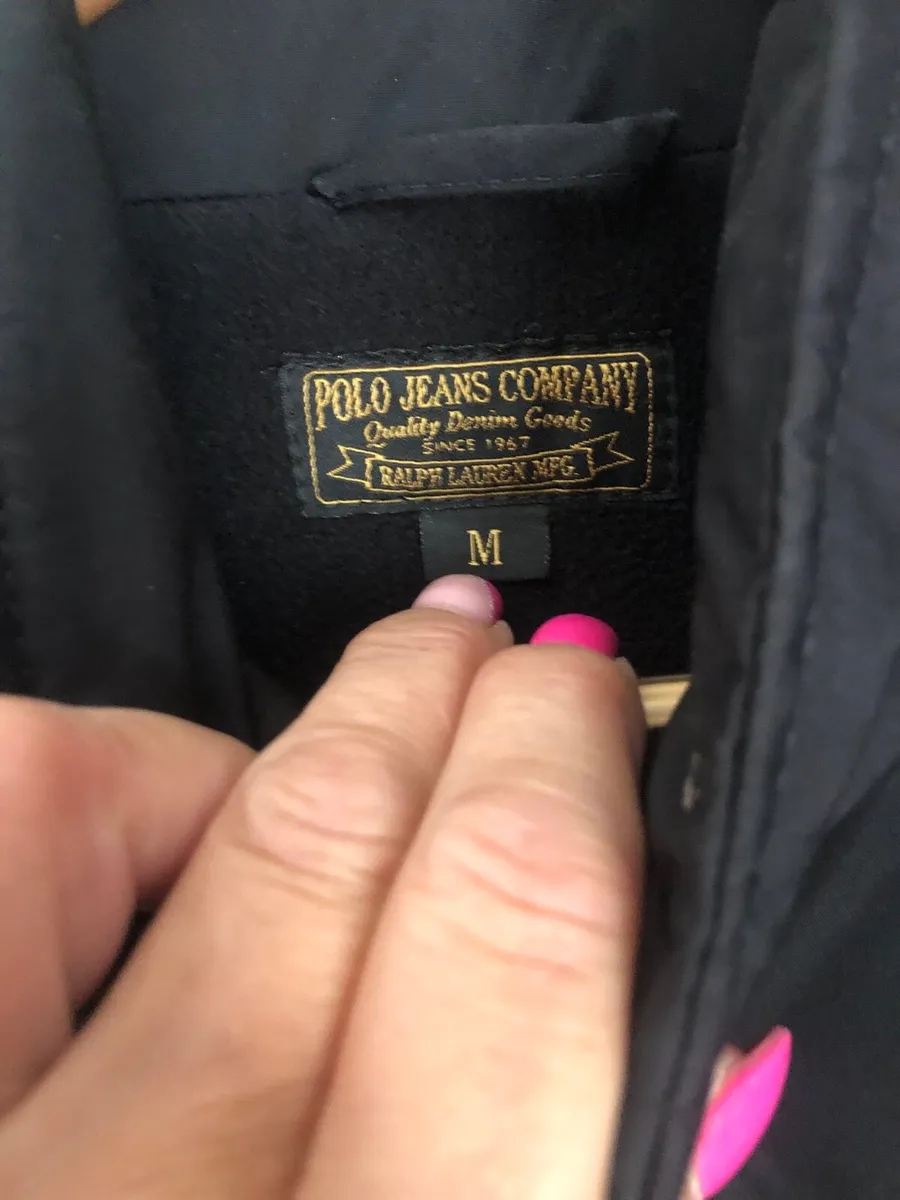 POLO JEANS COMPANY
Quality Denim Goods
SINCE 1967
RALPH LAUREN MFG.
M